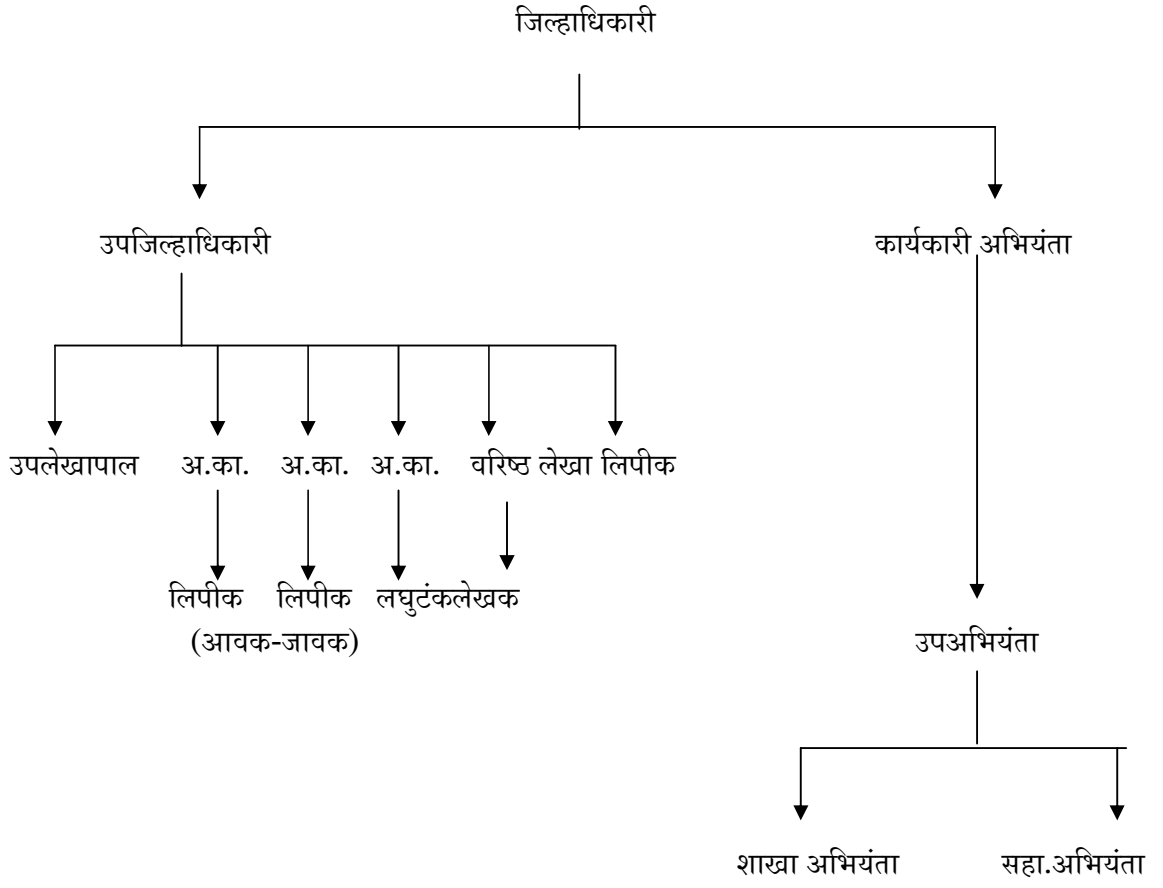 जिल्हाधिकारी
उपजिल्हाधिकारी कार्यकारी अभियंता
उपलेखापाल अ.का. अ.का. अ.का. वरिष्ठ लेखा लिपीक
लिपीक लिपीक लघुटंकलेखक
(आवक-जावक) उपअभियंता
शाखा अभियंता सहा.अभियंता